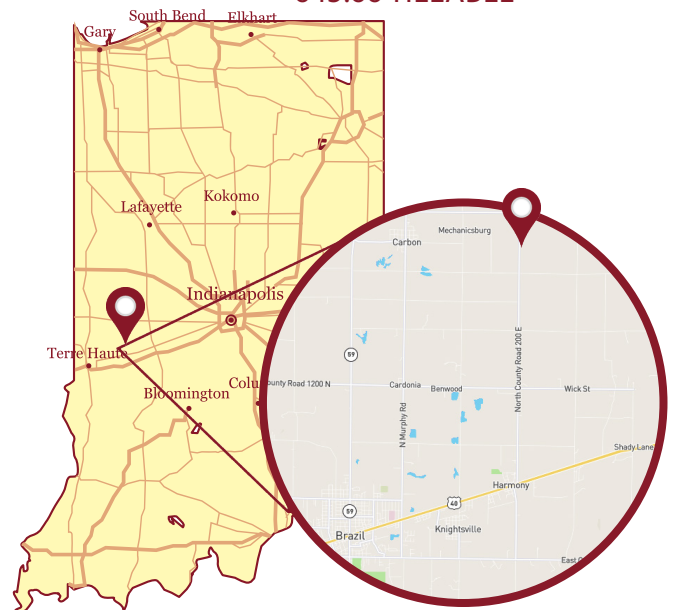 South Bend
Elkhart
Gary
Mechanicsburg
Carbon
Kokomo
Lafayette
Indianapolis
North County Road 200 E
59
Terre Haute
Colu
ounty Road 1200 N
Cardonia
Benwood
Wick St
Bloomington
N Murphy Rd
Shady Lane
Harmony
40
59
Knightsville
Brazil
East C